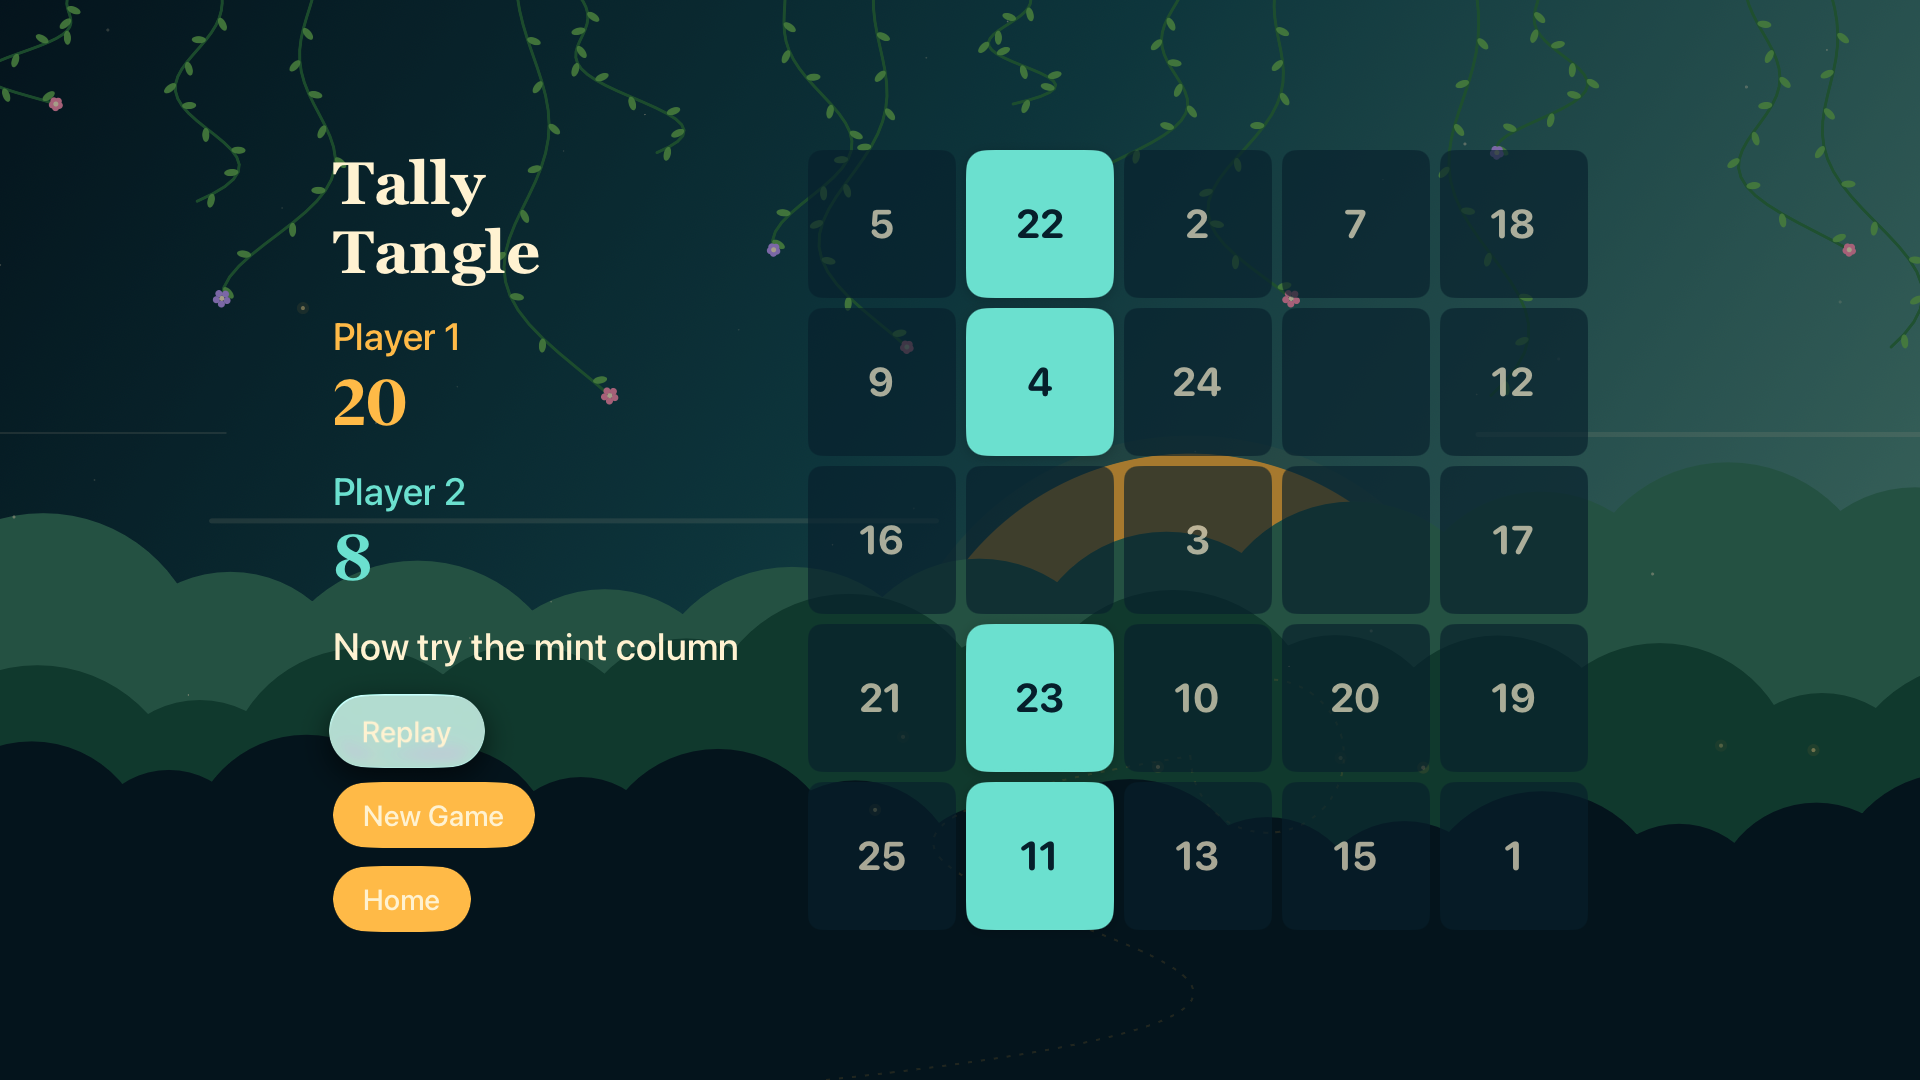 Tally
Tangle
Player 1
20
Player 2
8
Now try the mint column
Replay
New Game
Home
5 22 2 7 18
9 4 24 12
16 3 17
21 23 10 20 19
25 11 13 15 1